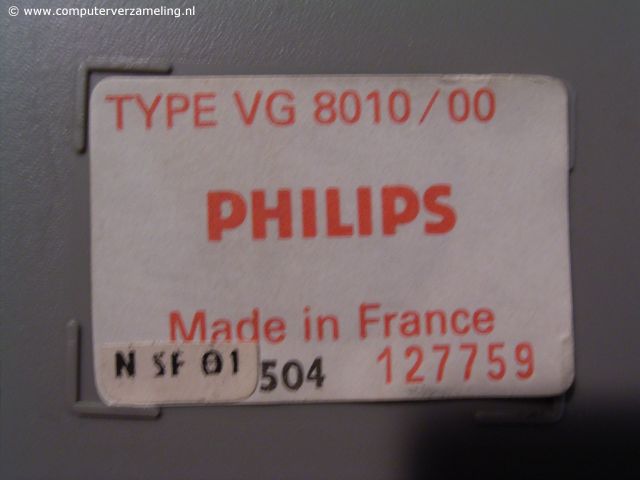 © www.computerverzameling.nl
TYPE VG 8010/00
PHILIPS
Made in France
N SF 01 504 127759